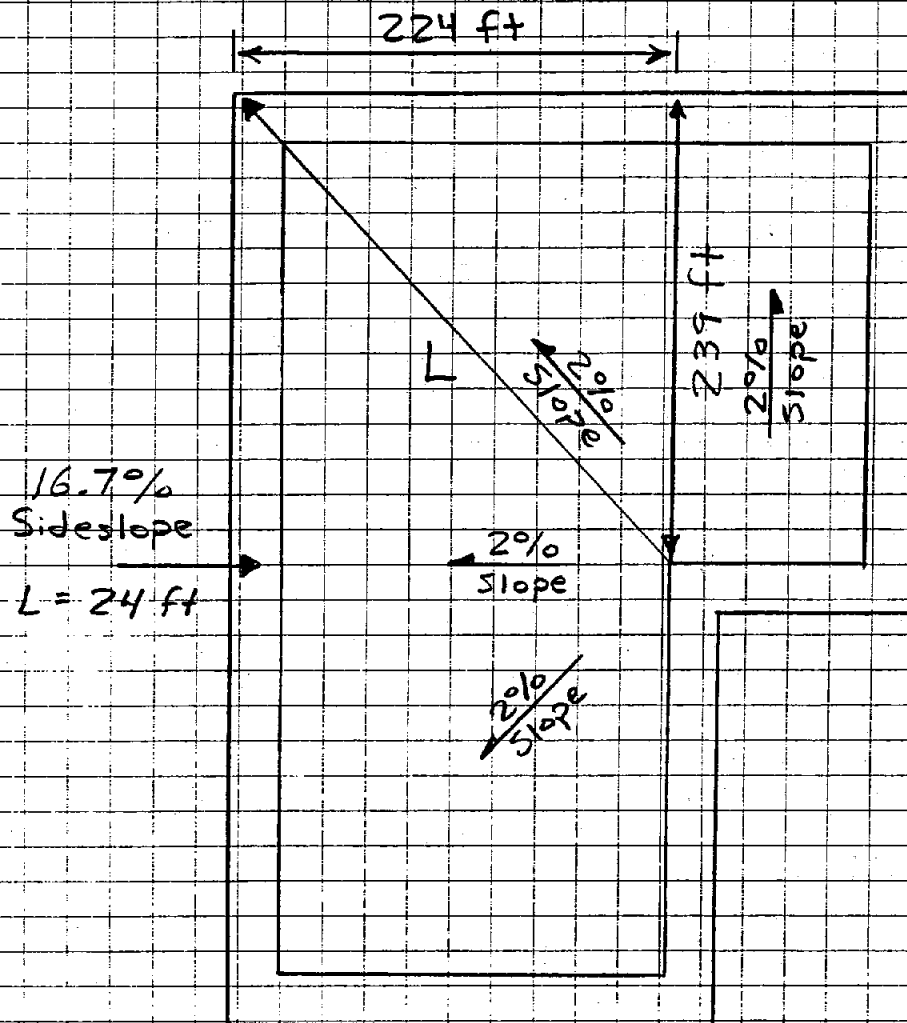 224 ft
239 ft
2%
Slope
L
2%
Slope
16.7%
Sideslope
L = 24 ft
2%
Slope
2%
Slope